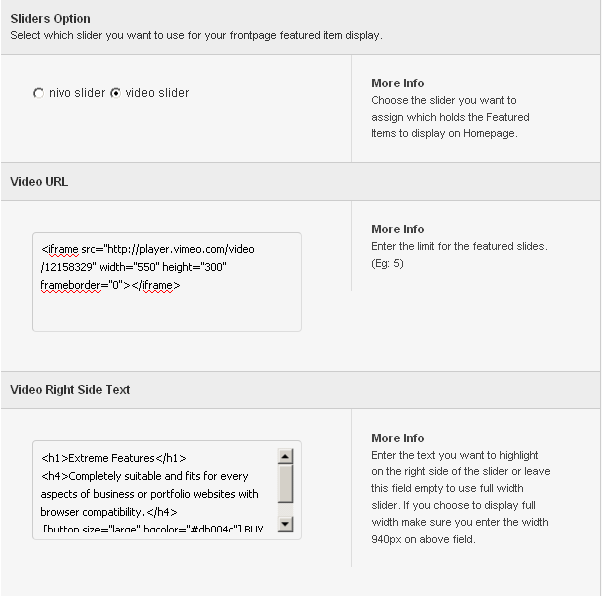 Sliders Option
Select which slider you want to use for your frontpage featured item display.
nivo slider video slider
More Info
Choose the slider you want to
assign which holds the Featured
Items to display on Homepage.
Video URL
<iframe src="http://player.vimeo.com/video
/12158329" width="550" height="300"
frameborder="0"></iframe>
More Info
Enter the limit for the featured slides.
(Eg: 5)
Video Right Side Text
<h1>Extreme Features</h1>
<h4>Completely suitable and fits for every
aspects of business or portfolio websites with
browser compatibility.</h4>
[button size="large" bgcolor="#db004c"] BUY
More Info
Enter the text you want to highlight
on the right side of the slider or leave
this field empty to use full width
slider. If you choose to display full
width make sure you enter the width
940px on above field.